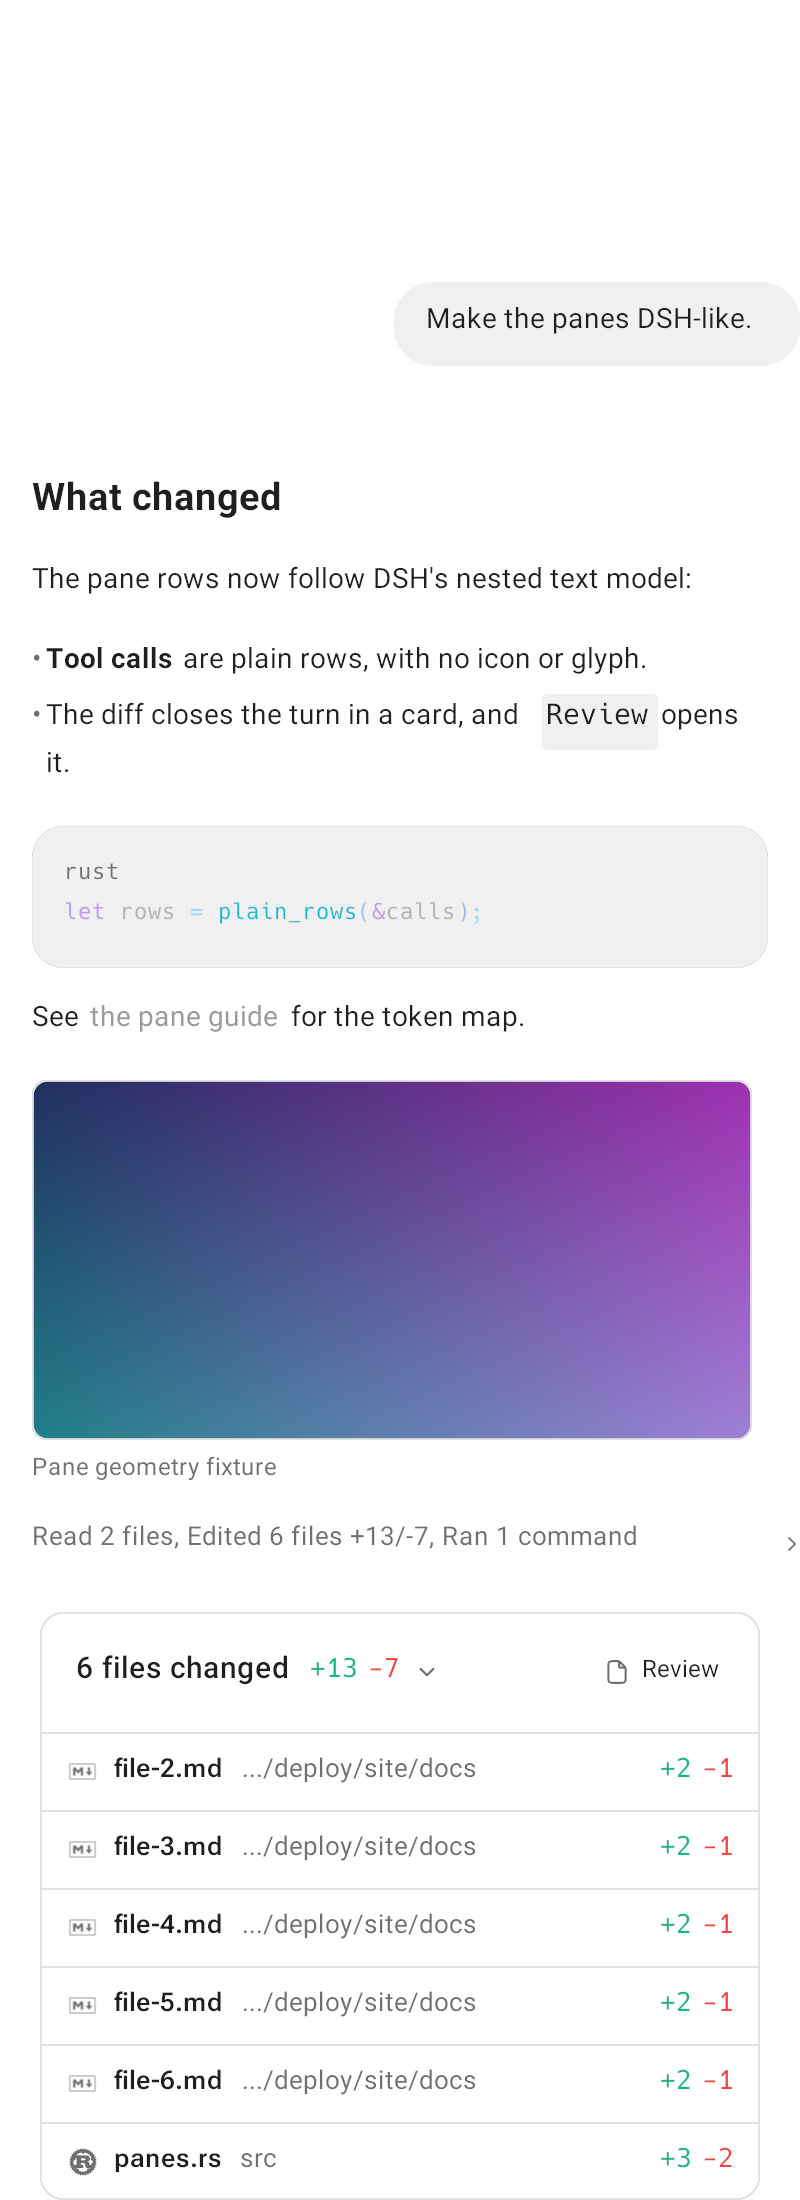 Make the panes DSH-like.
What changed
The pane rows now follow DSH's nested text model:
• Tool calls are plain rows, with no icon or glyph.
• The diff closes the turn in a card, and Review opens
it.
rust
let rows = plain_rows(&calls);
See the pane guide for the token map.
Pane geometry fixture
Read 2 files, Edited 6 files +13/-7, Ran 1 command
6 files changed +13 -7 Review
M↓ file-2.md .../deploy/site/docs +2 -1
M↓ file-3.md .../deploy/site/docs +2 -1
M↓ file-4.md .../deploy/site/docs +2 -1
M↓ file-5.md .../deploy/site/docs +2 -1
M↓ file-6.md .../deploy/site/docs +2 -1
R panes.rs src +3 -2